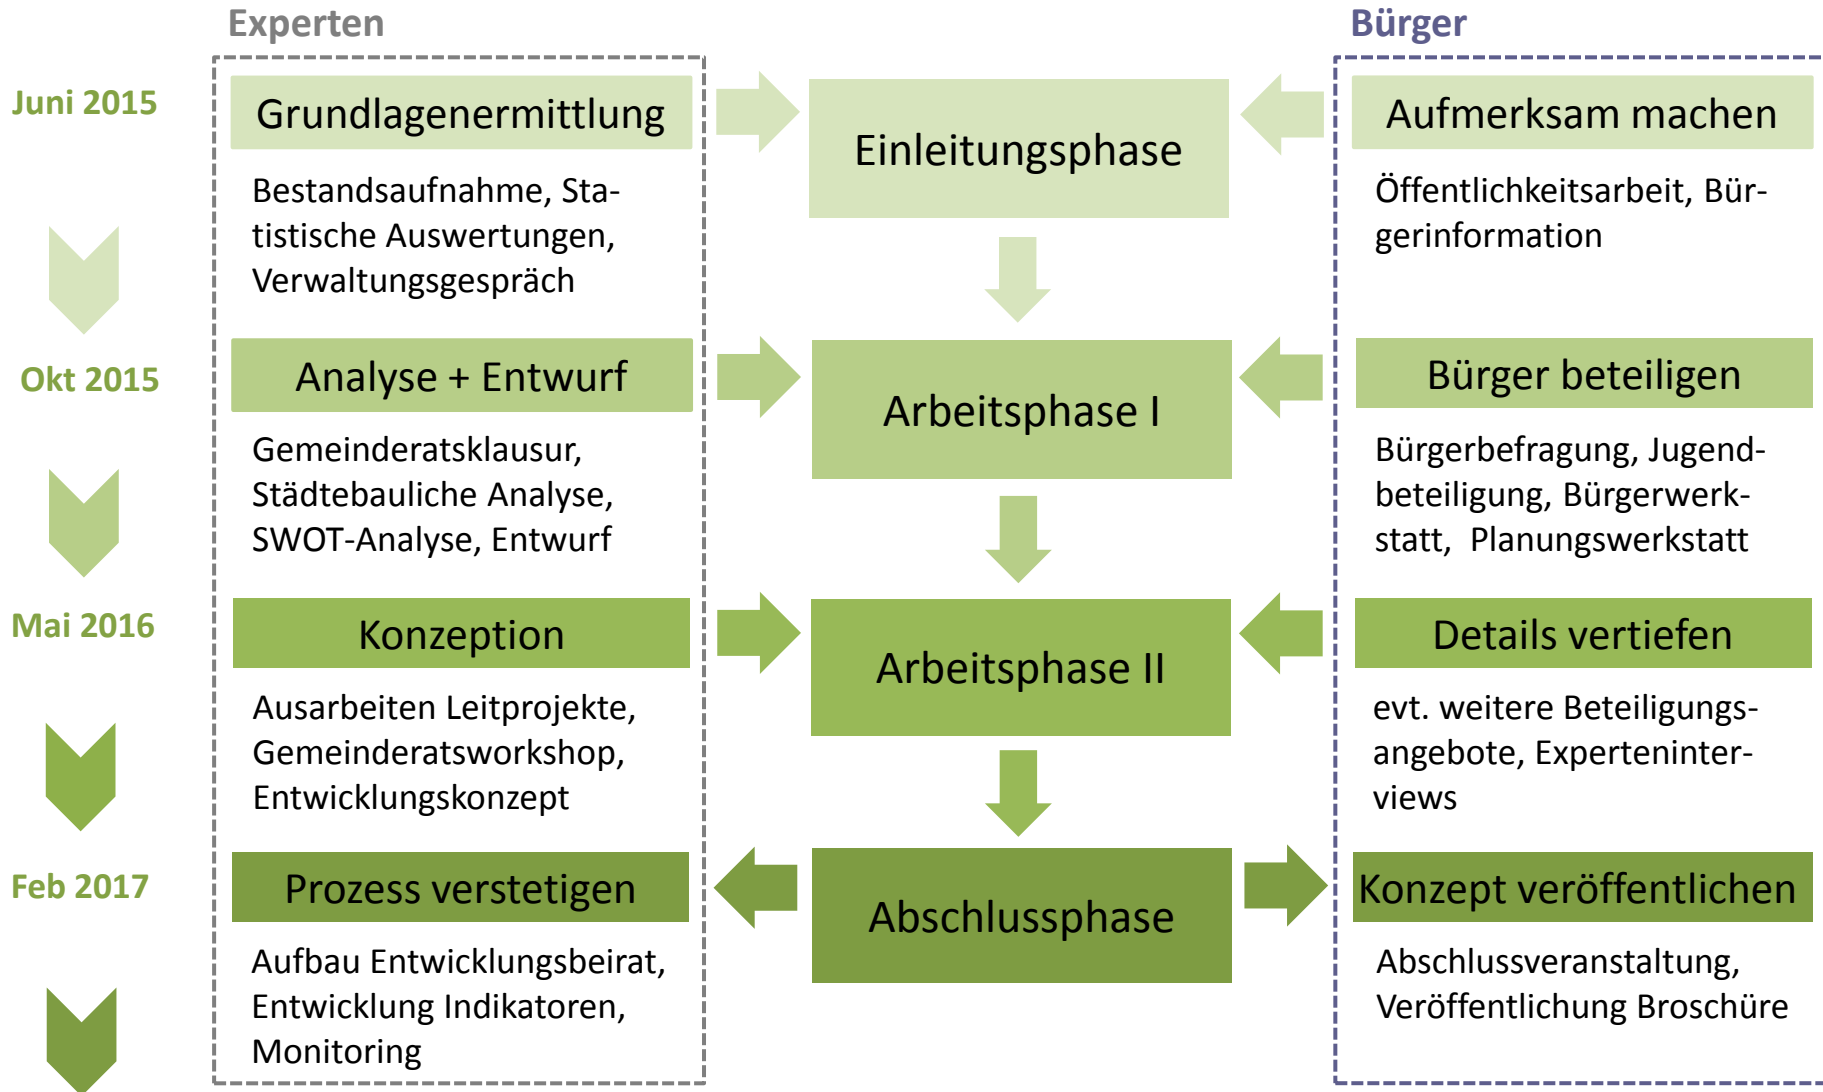 Experten
Bürger
Juni 2015
Grundlagenermittlung
Einleitungsphase
Aufmerksam machen
Bestandsaufnahme, Sta-
tistische Auswertungen,
Verwaltungsgespräch
Öffentlichkeitsarbeit, Bür-
gerinformation
Okt 2015
Analyse + Entwurf
Arbeitsphase I
Bürger beteiligen
Gemeinderatsklausur,
Städtebauliche Analyse,
SWOT-Analyse, Entwurf
Bürgerbefragung, Jugend-
beteiligung, Bürgerwerk-
statt, Planungswerkstatt
Mai 2016
Konzeption
Arbeitsphase II
Details vertiefen
Ausarbeiten Leitprojekte,
Gemeinderatsworkshop,
Entwicklungskonzept
evt. weitere Beteiligungs-
angebote, Experteninter-
views
Feb 2017
Prozess verstetigen
Abschlussphase
Konzept veröffentlichen
Aufbau Entwicklungsbeirat,
Entwicklung Indikatoren,
Monitoring
Abschlussveranstaltung,
Veröffentlichung Broschüre